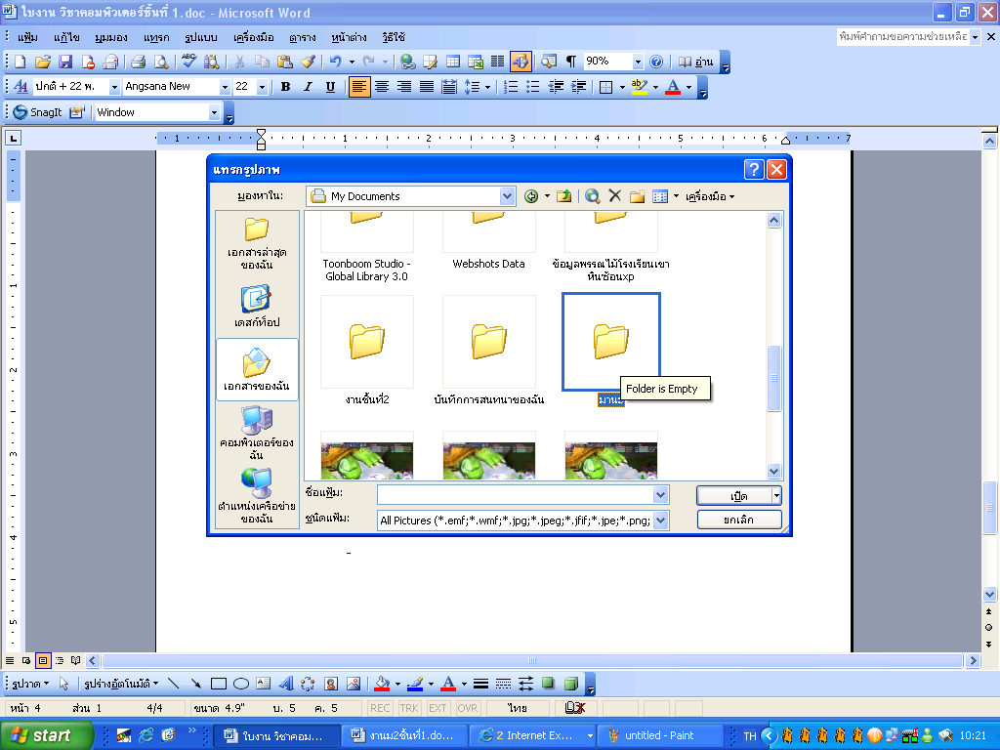 ใบงาน วิชาคอมพิวเตอร์ชิ้นที่ 1.doc - Microsoft Word
แฟ้ม แก้ไข มุมมอง แทรก รูปแบบ เครื่องมือ ตาราง หน้าต่าง วิธีใช้ พิมพ์คำถามขอความช่วยเหลือ
90% อ่าน
ปกติ + 22 พ. Angsana New 22 B I U
SnagIt Window
1 1 2 3 4 5 6 7
แทรกรูปภาพ
มองหาใน: My Documents เครื่องมือ
เอกสารล่าสุดของฉัน
เดสก์ท็อป
เอกสารของฉัน
คอมพิวเตอร์ของฉัน
ตำแหน่งเครือข่ายของฉัน
Toonboom Studio - Global Library 3.0
Webshots Data
ข้อมูลพรรณไม้โรงเรียนเขาหินซ้อนxp
งานชิ้นที่2
บันทึกการสนทนาของฉัน
Folder is Empty
ชื่อแฟ้ม: เปิด
ชนิดแฟ้ม: All Pictures (*.emf;*.wmf;*.jpg;*.jpeg;*.jfif;*.jpe;*.png; ยกเลิก
1
2
3
4
5
รูปวาด รูปร่างอัตโนมัติ
หน้า 4 ส่วน 1 4/4 ขนาด 4.9" บ. 5 ค. 5 REC TRK EXT OVR ไทย
start ใบงาน วิชาคอม... งานม2ชิ้นที่1.do... 2 Internet Ex... untitled - Paint TH 10:21